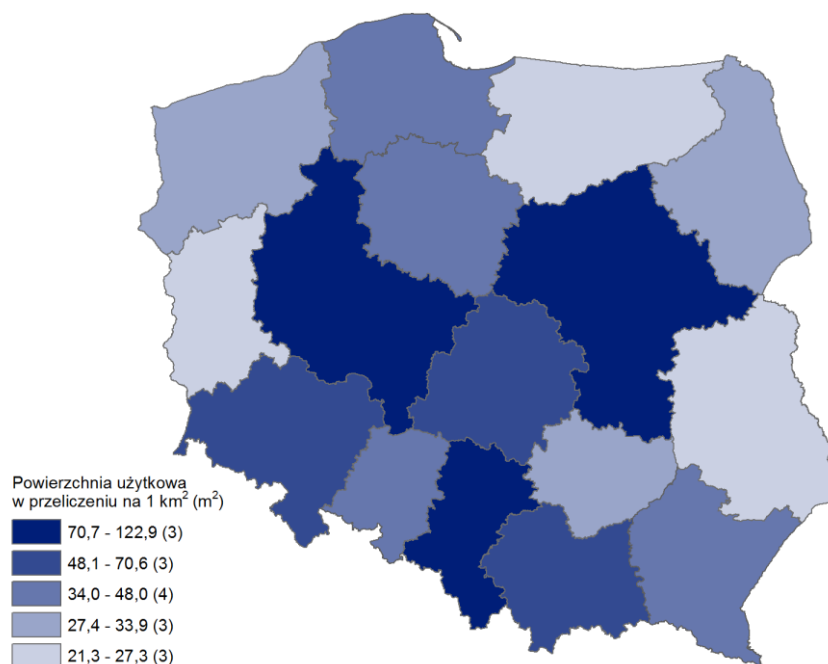 Powierzchnia użytkowa
w przeliczeniu na 1 km² (m²)
70,7 - 122,9 (3)
48,1 - 70,6 (3)
34,0 - 48,0 (4)
27,4 - 33,9 (3)
21,3 - 27,3 (3)